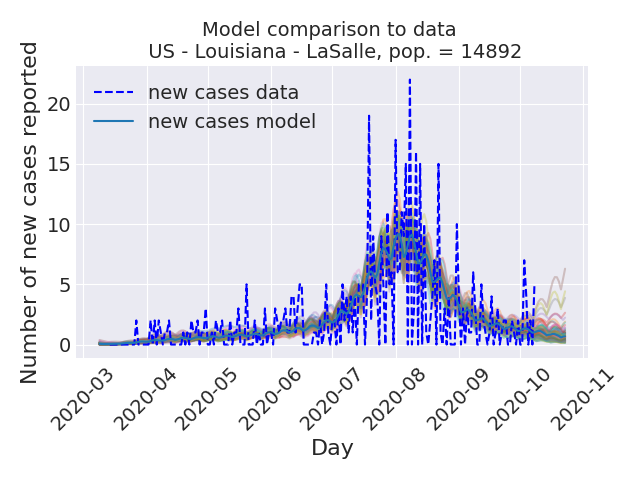 Model comparison to data
US - Louisiana - LaSalle, pop. = 14892
Number of new cases reported
20
15
10
5
0
new cases data
new cases model
2020-03
2020-04
2020-05
2020-06
2020-07
2020-08
2020-09
2020-10
2020-11
Day